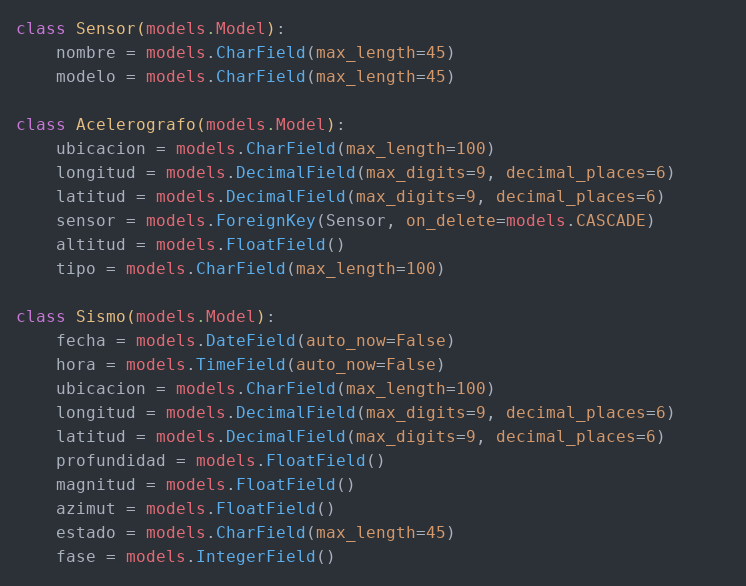 class Sensor(models.Model):
    nombre = models.CharField(max_length=45)
    modelo = models.CharField(max_length=45)

class Acelerografo(models.Model):
    ubicacion = models.CharField(max_length=100)
    longitud = models.DecimalField(max_digits=9, decimal_places=6)
    latitud = models.DecimalField(max_digits=9, decimal_places=6)
    sensor = models.ForeignKey(Sensor, on_delete=models.CASCADE)
    altitud = models.FloatField()
    tipo = models.CharField(max_length=100)

class Sismo(models.Model):
    fecha = models.DateField(auto_now=False)
    hora = models.TimeField(auto_now=False)
    ubicacion = models.CharField(max_length=100)
    longitud = models.DecimalField(max_digits=9, decimal_places=6)
    latitud = models.DecimalField(max_digits=9, decimal_places=6)
    profundidad = models.FloatField()
    magnitud = models.FloatField()
    azimut = models.FloatField()
    estado = models.CharField(max_length=45)
    fase = models.IntegerField()